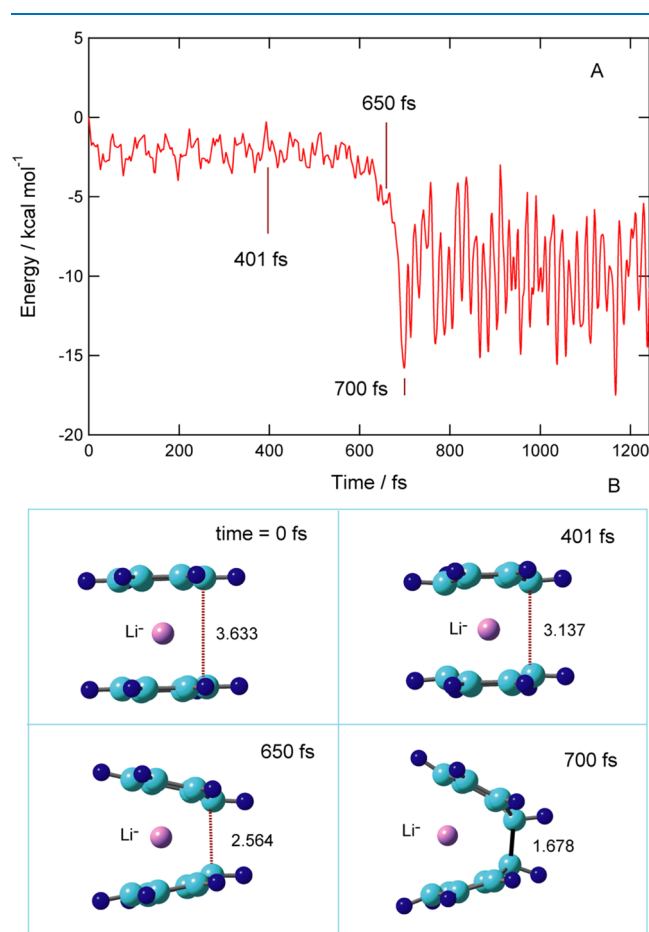 5
A
650 fs
0
-5
401 fs
-10
Energy / kcal mol⁻¹
-15
700 fs
-20
0 200 400 600 800 1000 1200
Time / fs
B
time = 0 fs
401 fs
Li⁻
3.633
Li⁻
3.137
650 fs
700 fs
Li⁻
2.564
Li⁻
1.678